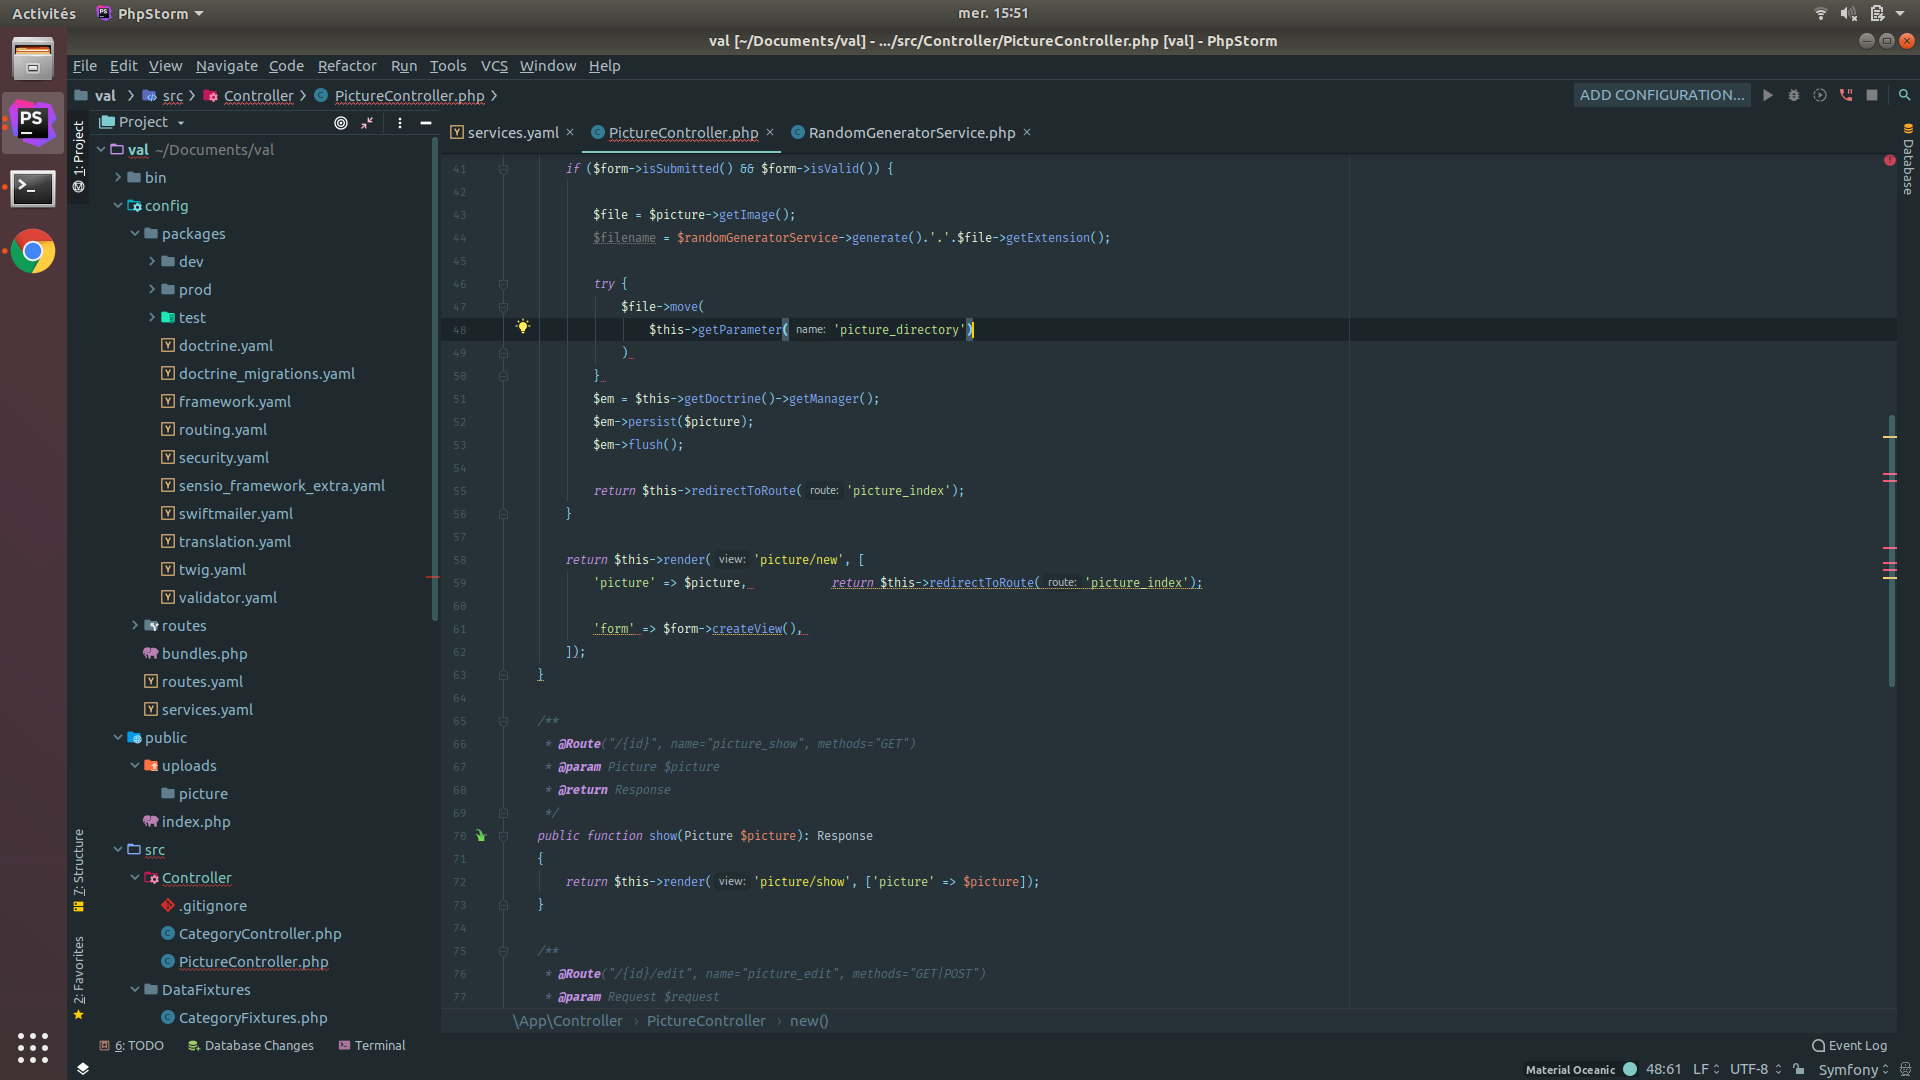 Activités PhpStorm mer. 15:51
val [~/Documents/val] - .../src/Controller/PictureController.php [val] - PhpStorm
File Edit View Navigate Code Refactor Run Tools VCS Window Help
val src Controller PictureController.php ADD CONFIGURATION...
Project
services.yaml PictureController.php RandomGeneratorService.php
1: Project
7: Structure
2: Favorites
Database
PS
val ~/Documents/val
bin
config
packages
dev
prod
test
doctrine.yaml
doctrine_migrations.yaml
framework.yaml
routing.yaml
security.yaml
sensio_framework_extra.yaml
swiftmailer.yaml
translation.yaml
twig.yaml
validator.yaml
routes
bundles.php
routes.yaml
services.yaml
public
uploads
picture
index.php
src
Controller
.gitignore
CategoryController.php
PictureController.php
DataFixtures
CategoryFixtures.php
41 if ($form->isSubmitted() && $form->isValid()) {
42
43 $file = $picture->getImage();
44 $filename = $randomGeneratorService->generate().'.'.$file->getExtension();
45
46 try {
47 $file->move(
48 $this->getParameter( name: 'picture_directory')
49 )
50 }
51 $em = $this->getDoctrine()->getManager();
52 $em->persist($picture);
53 $em->flush();
54
55 return $this->redirectToRoute( route: 'picture_index');
56 }
57
58 return $this->render( view: 'picture/new', [
59 'picture' => $picture, return $this->redirectToRoute( route: 'picture_index');
60
61 'form' => $form->createView(),
62 ]);
63 }
64
65 /**
66 * @Route("/{id}", name="picture_show", methods="GET")
67 * @param Picture $picture
68 * @return Response
69 */
70 public function show(Picture $picture): Response
71 {
72 return $this->render( view: 'picture/show', ['picture' => $picture]);
73 }
74
75 /**
76 * @Route("/{id}/edit", name="picture_edit", methods="GET|POST")
77 * @param Request $request
\App\Controller PictureController new()
6: TODO Database Changes Terminal Event Log
Material Oceanic 48:61 LF UTF-8 Symfony